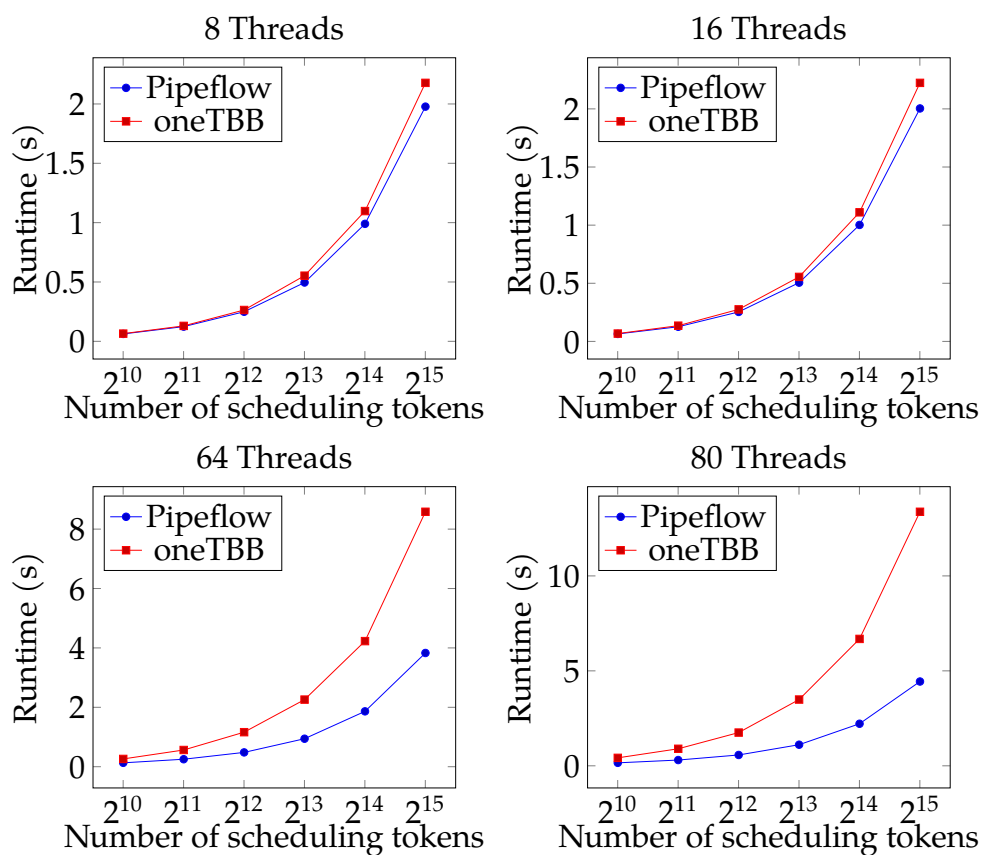 8 Threads
Pipeflow
oneTBB
Runtime (s)
2
1.5
1
0.5
0
2^10 2^11 2^12 2^13 2^14 2^15
Number of scheduling tokens
16 Threads
Pipeflow
oneTBB
Runtime (s)
2
1.5
1
0.5
0
2^10 2^11 2^12 2^13 2^14 2^15
Number of scheduling tokens
64 Threads
Pipeflow
oneTBB
Runtime (s)
8
6
4
2
0
2^10 2^11 2^12 2^13 2^14 2^15
Number of scheduling tokens
80 Threads
Pipeflow
oneTBB
Runtime (s)
10
5
0
2^10 2^11 2^12 2^13 2^14 2^15
Number of scheduling tokens